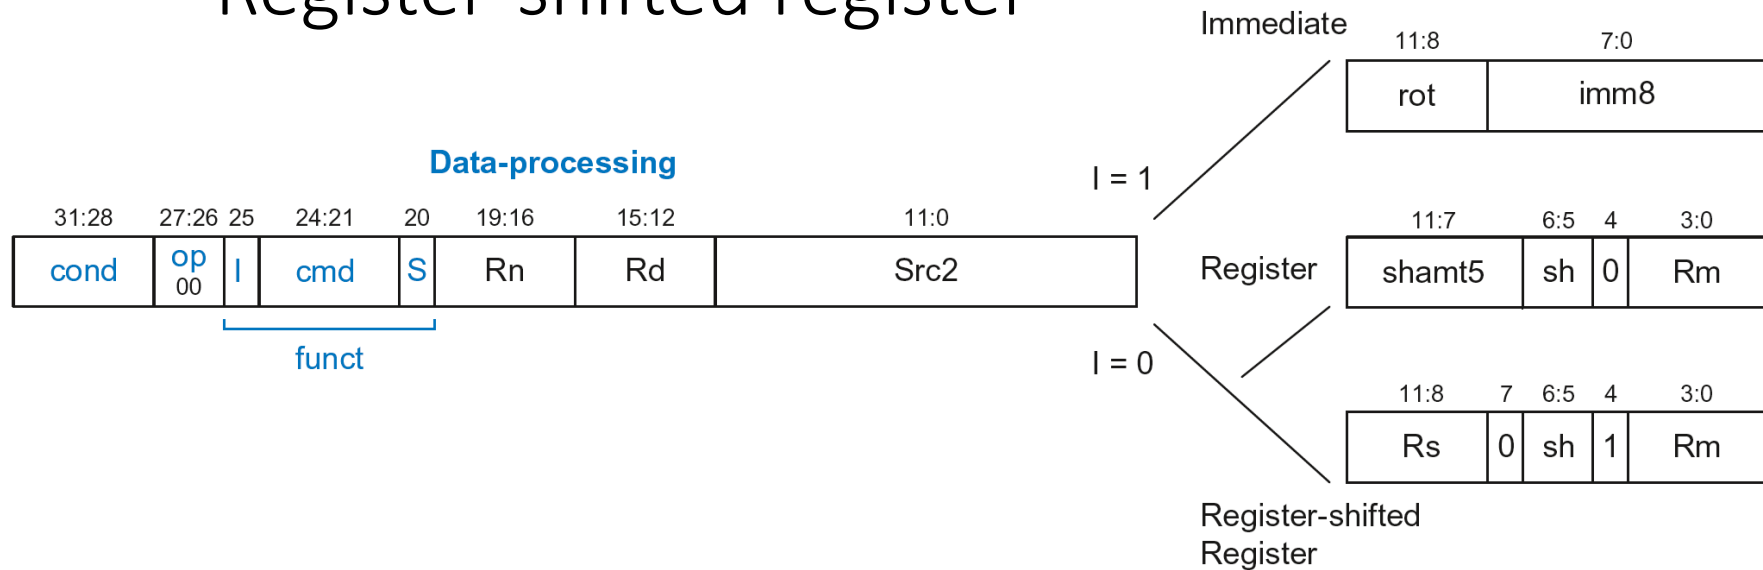 Register-shifted register
Immediate
11:8 7:0
rot imm8
Data-processing
I = 1
31:28 27:26 25 24:21 20 19:16 15:12 11:0
cond op 00 I cmd S Rn Rd Src2
funct
I = 0
Register
11:7 6:5 4 3:0
shamt5 sh 0 Rm
11:8 7 6:5 4 3:0
Rs 0 sh 1 Rm
Register-shifted
Register